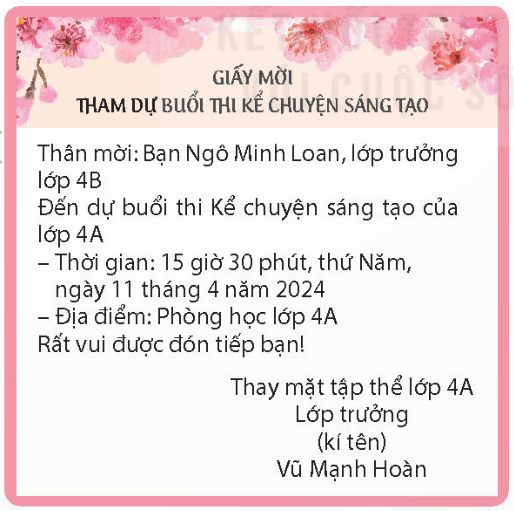 GIẤY MỜI
THAM DỰ BUỔI THI KỂ CHUYỆN SÁNG TẠO
Thân mời: Bạn Ngô Minh Loan, lớp trưởng
lớp 4B
Đến dự buổi thi Kể chuyện sáng tạo của
lớp 4A
– Thời gian: 15 giờ 30 phút, thứ Năm,
ngày 11 tháng 4 năm 2024
– Địa điểm: Phòng học lớp 4A
Rất vui được đón tiếp bạn!
Thay mặt tập thể lớp 4A
Lớp trưởng
(kí tên)
Vũ Mạnh Hoàn